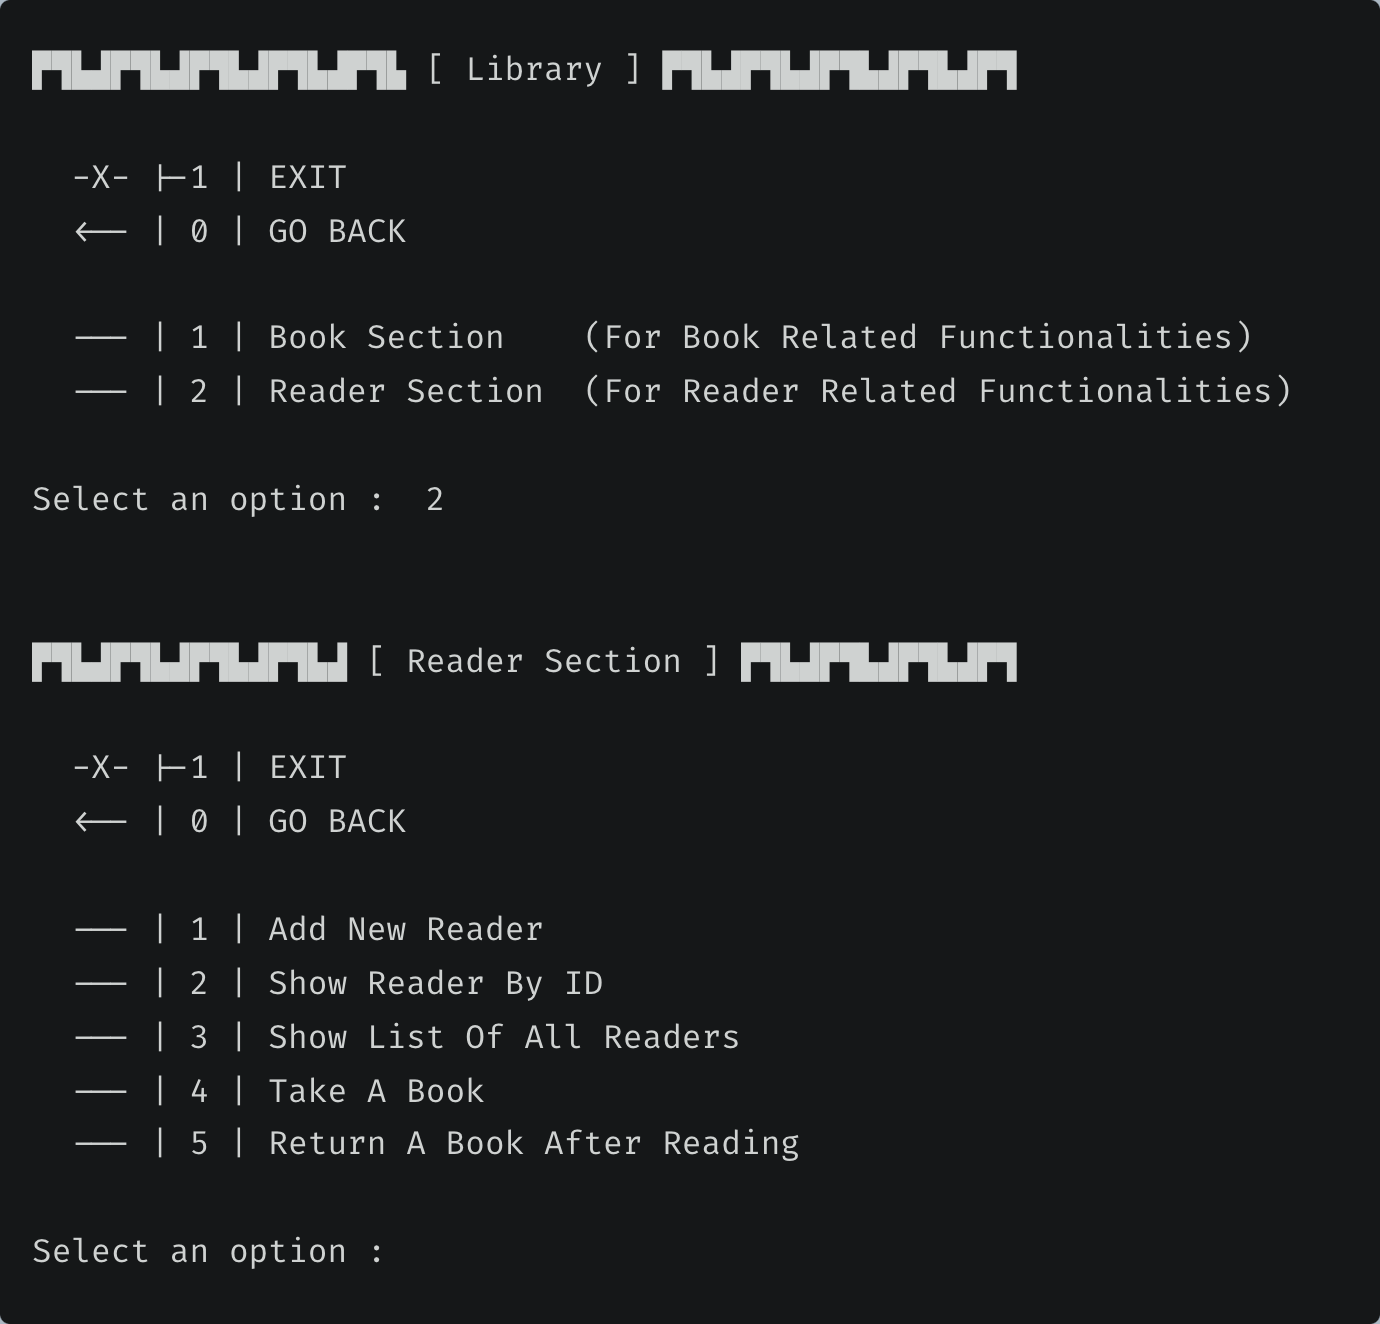 [ Library ]
-X- |-1 | EXIT
<-- | 0 | GO BACK
--- | 1 | Book Section    (For Book Related Functionalities)
--- | 2 | Reader Section  (For Reader Related Functionalities)
Select an option :  2
[ Reader Section ]
-X- |-1 | EXIT
<-- | 0 | GO BACK
--- | 1 | Add New Reader
--- | 2 | Show Reader By ID
--- | 3 | Show List Of All Readers
--- | 4 | Take A Book
--- | 5 | Return A Book After Reading
Select an option :